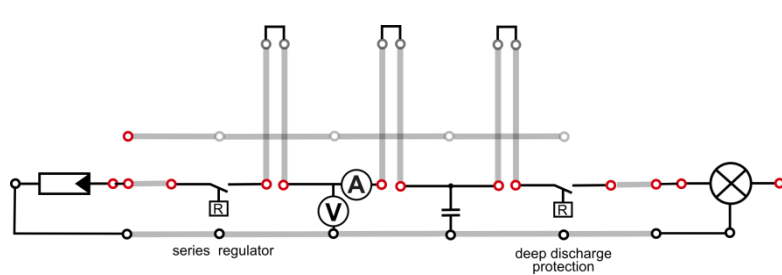 A
V
R
R
series regulator
deep discharge
protection